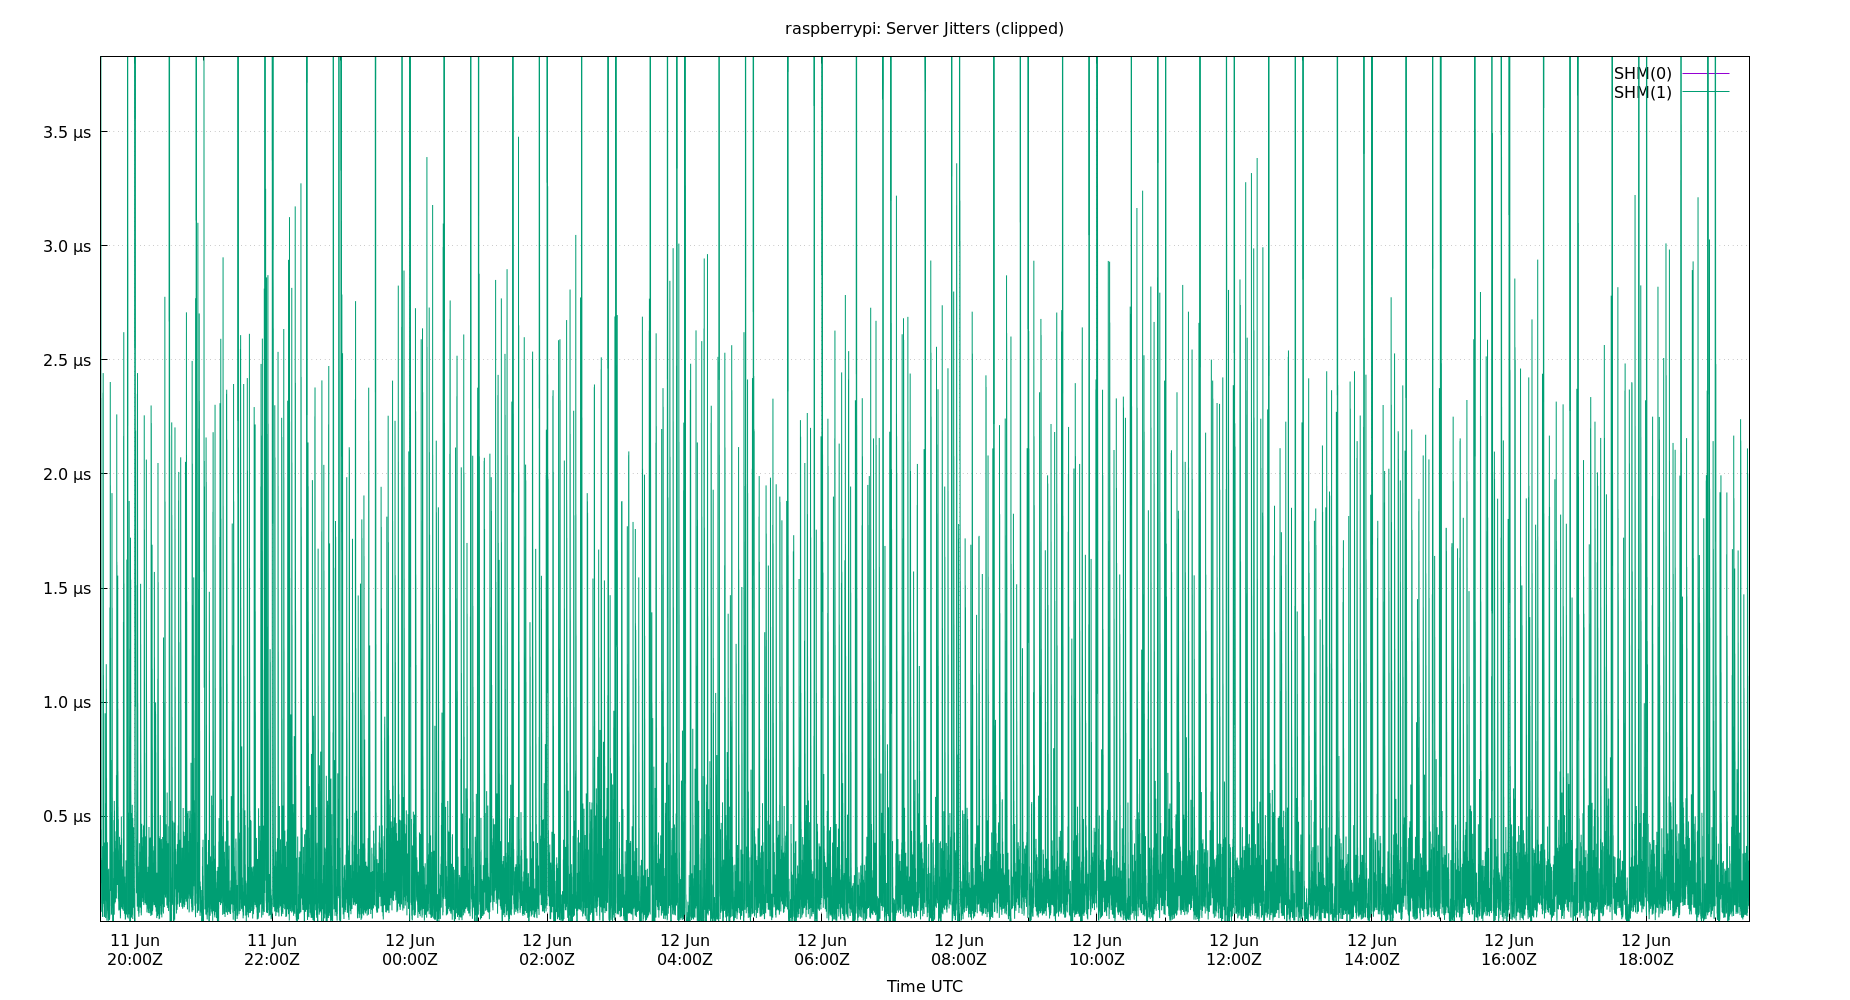 raspberrypi: Server Jitters (clipped)
SHM(0)
SHM(1)
3.5 µs
3.0 µs
2.5 µs
2.0 µs
1.5 µs
1.0 µs
0.5 µs
11 Jun 11 Jun 12 Jun 12 Jun 12 Jun 12 Jun 12 Jun 12 Jun 12 Jun 12 Jun 12 Jun 12 Jun
20:00Z 22:00Z 00:00Z 02:00Z 04:00Z 06:00Z 08:00Z 10:00Z 12:00Z 14:00Z 16:00Z 18:00Z
Time UTC